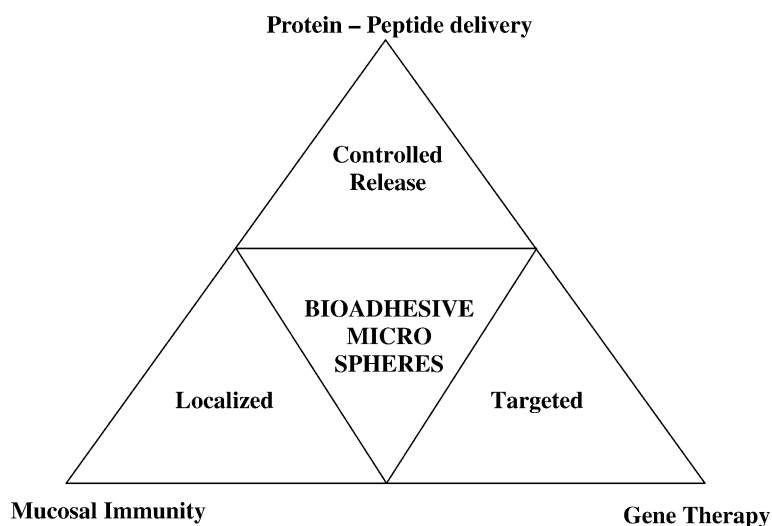 Protein – Peptide delivery
Controlled
Release
BIOADHESIVE
MICRO
SPHERES
Localized
Targeted
Mucosal Immunity
Gene Therapy